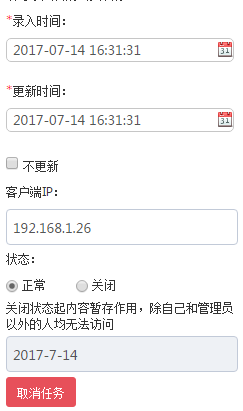 *录入时间：
2017-07-14 16:31:31
*更新时间：
2017-07-14 16:31:31
不更新
客户端IP：
192.168.1.26
状态：
正常 关闭
关闭状态起内容暂存作用，除自己和管理员
以外的人均无法访问
2017-7-14
取消任务